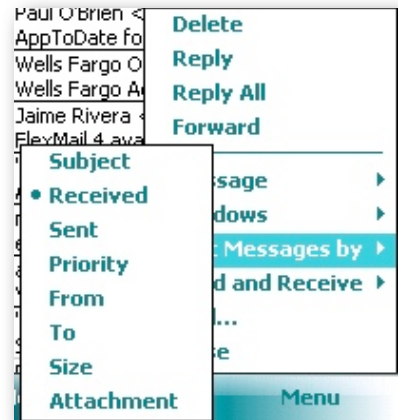 Paul O'Brien <
AppToDate fo
Wells Fargo O
Wells Fargo A
Jaime Rivera <
FlexMail 4 ava
Delete
Reply
Reply All
Forward
ssage
dows
t Messages by
d and Receive
...
se
Subject
Received
Sent
Priority
From
To
Size
Attachment
Menu